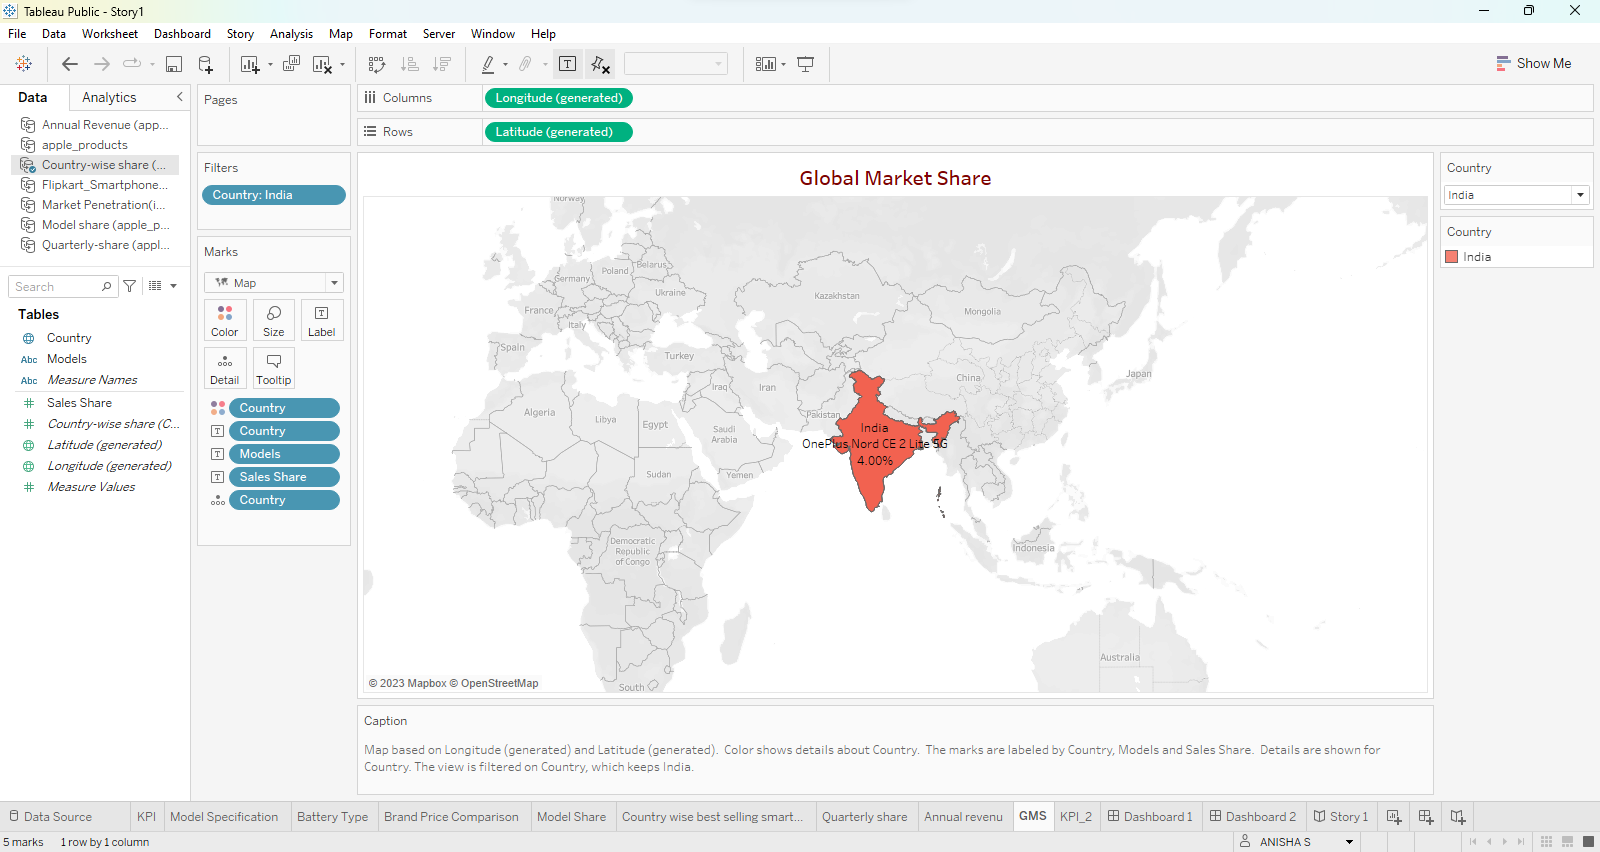 Tableau Public - Story1
File Data Worksheet Dashboard Story Analysis Map Format Server Window Help
Show Me
Data Analytics
Annual Revenue (app...
apple_products
Country-wise share (...
Flipkart_Smartphone...
Market Penetration(i...
Model share (apple_p...
Quarterly-share (appl...
Search
Tables
Country
Abc Models
Abc Measure Names
Sales Share
Country-wise share (C...
Latitude (generated)
Longitude (generated)
Measure Values
Pages
Filters
Country: India
Marks
Map
Color Size Label
Detail Tooltip
Country
Country
Models
Sales Share
Country
Columns Longitude (generated)
Rows Latitude (generated)
Global Market Share
Norway
Poland
Belarus
Germany
Ukraine
France
Italy
Spain
Turkey
Kazakhstan
Mongolia
Japan
China
Iraq
Iran
Pakistan
Algeria
Libya
Egypt
Saudi
Arabia
Sudan
Yemen
India
OnePlus Nord CE 2 Lite 5G
4.00%
Democratic
Republic
of Congo
Indonesia
Australia
South
© 2023 Mapbox © OpenStreetMap
Country
India
Country
India
Caption
Map based on Longitude (generated) and Latitude (generated). Color shows details about Country. The marks are labeled by Country, Models and Sales Share. Details are shown for
Country. The view is filtered on Country, which keeps India.
Data Source KPI Model Specification Battery Type Brand Price Comparison Model Share Country wise best selling smart... Quarterly share Annual revenu GMS KPI_2 Dashboard 1 Dashboard 2 Story 1
5 marks 1 row by 1 column ANISHA S